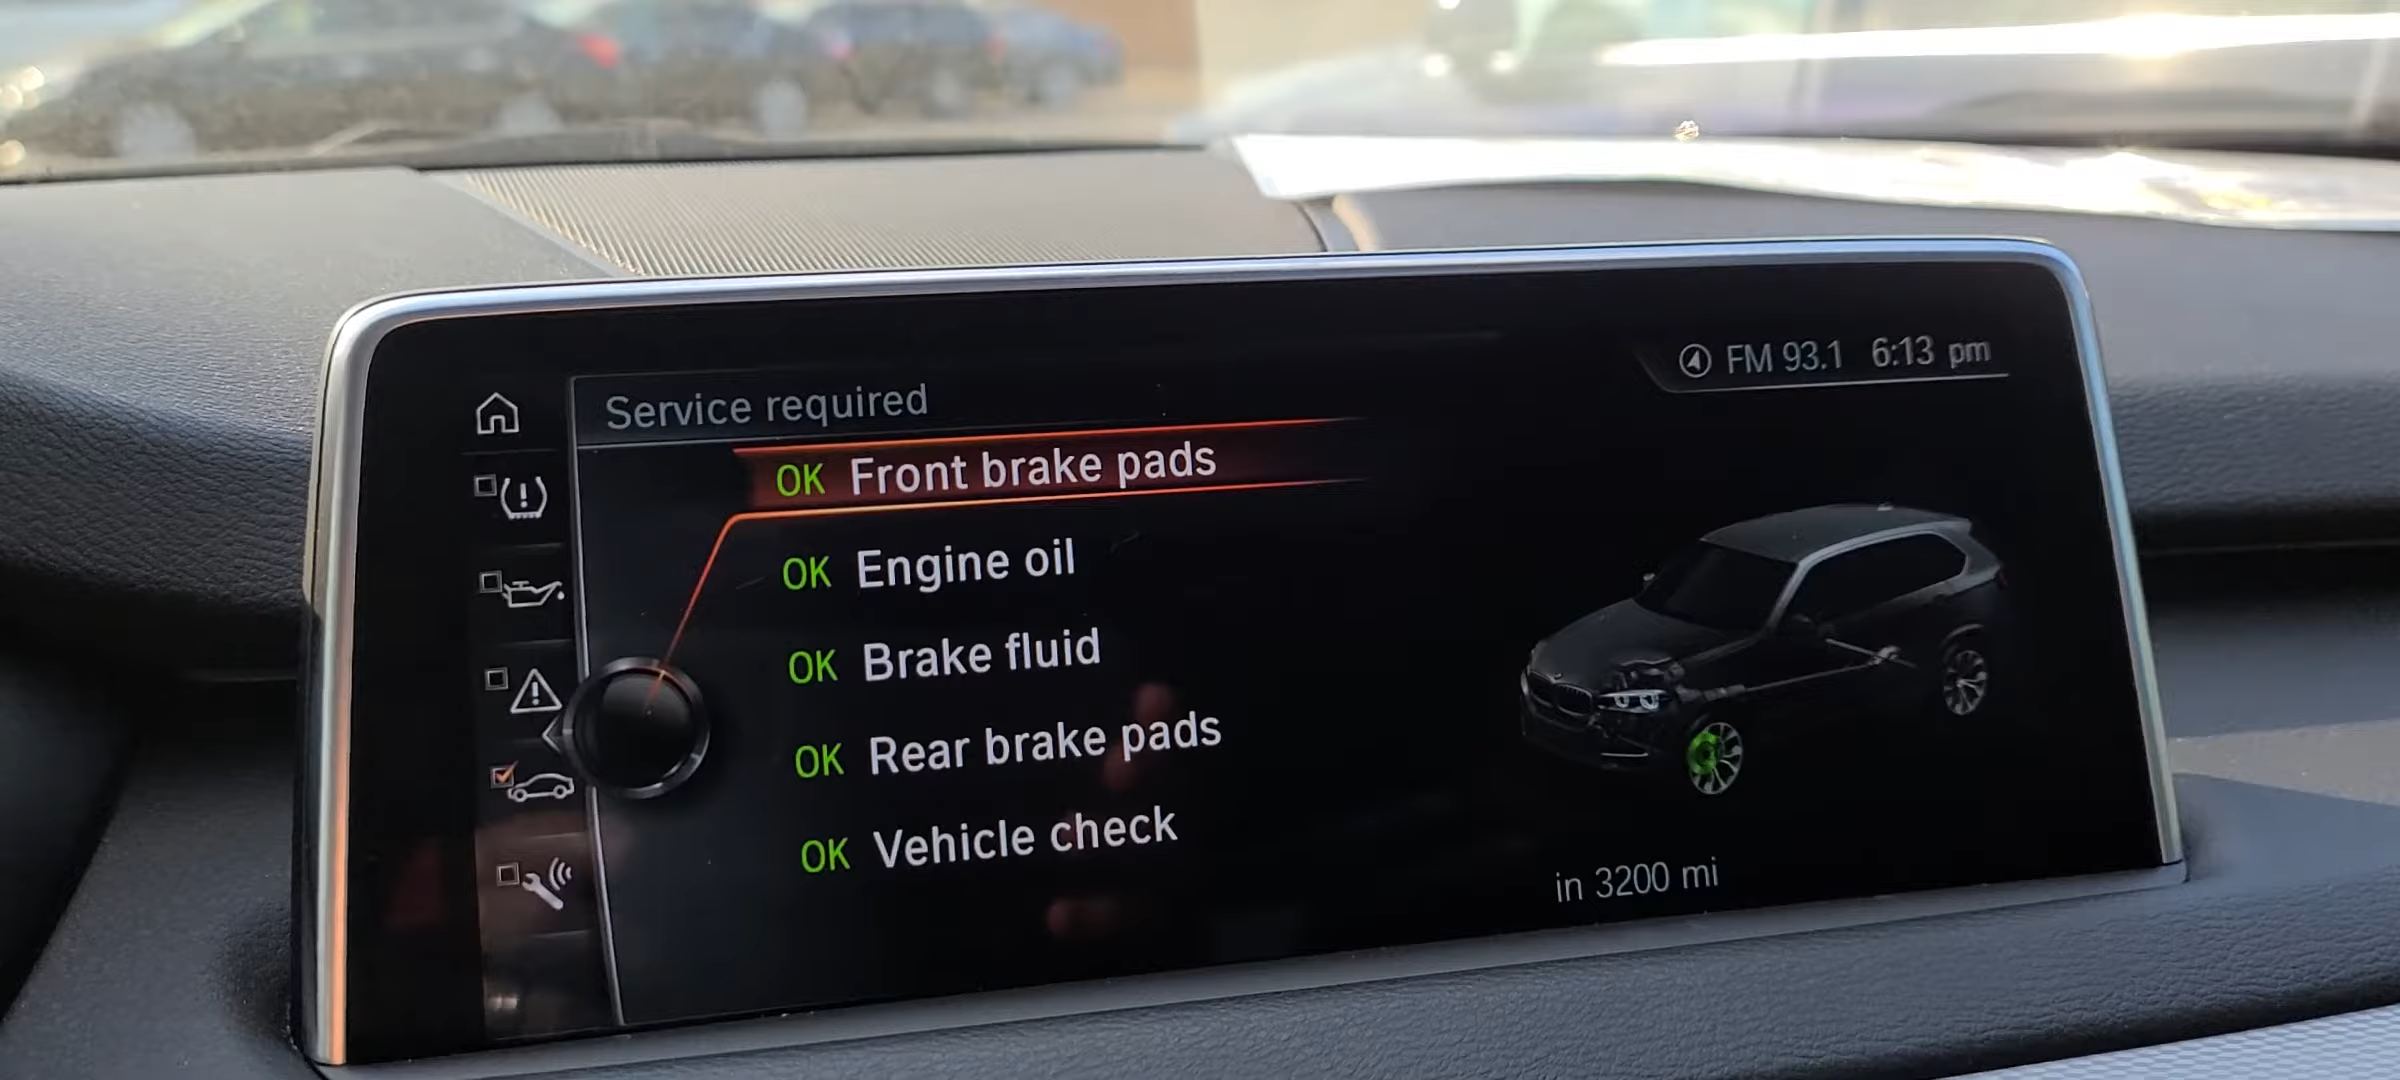 FM 93.1 6:13 pm
Service required
OK Front brake pads
OK Engine oil
OK Brake fluid
OK Rear brake pads
OK Vehicle check
in 3200 mi